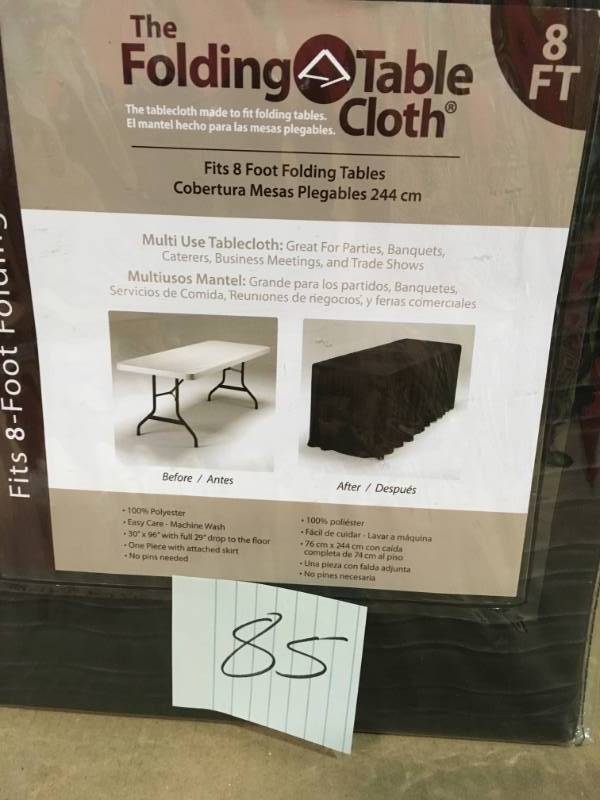 The
Folding Table
Cloth®
8
FT
The tablecloth made to fit folding tables.
El mantel hecho para las mesas plegables.
Fits 8 Foot Folding Tables
Cobertura Mesas Plegables 244 cm
Multi Use Tablecloth: Great For Parties, Banquets,
Caterers, Business Meetings, and Trade Shows
Multiusos Mantel: Grande para los partidos, Banquetes,
Servicios de Comida, Reuniones de negocios, y ferias comerciales
Before / Antes
After / Después
• 100% Polyester
• Easy Care - Machine Wash
• 30" x 96" with full 29" drop to the floor
• One Piece with attached skirt
• No pins needed
• 100% poliéster
• Fácil de cuidar - Lavar a máquina
• 76 cm x 244 cm con caída
completa de 74 cm al piso
• Una pieza con falda adjunta
• No pines necesaria
Fits 8-Foot Folding
85